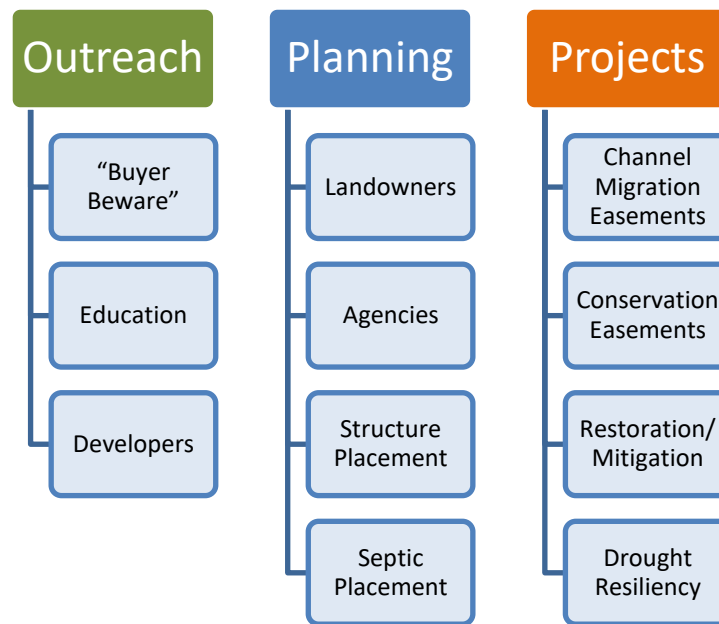 Outreach
"Buyer
Beware"
Education
Developers
Planning
Landowners
Agencies
Structure
Placement
Septic
Placement
Projects
Channel
Migration
Easements
Conservation
Easements
Restoration/
Mitigation
Drought
Resiliency